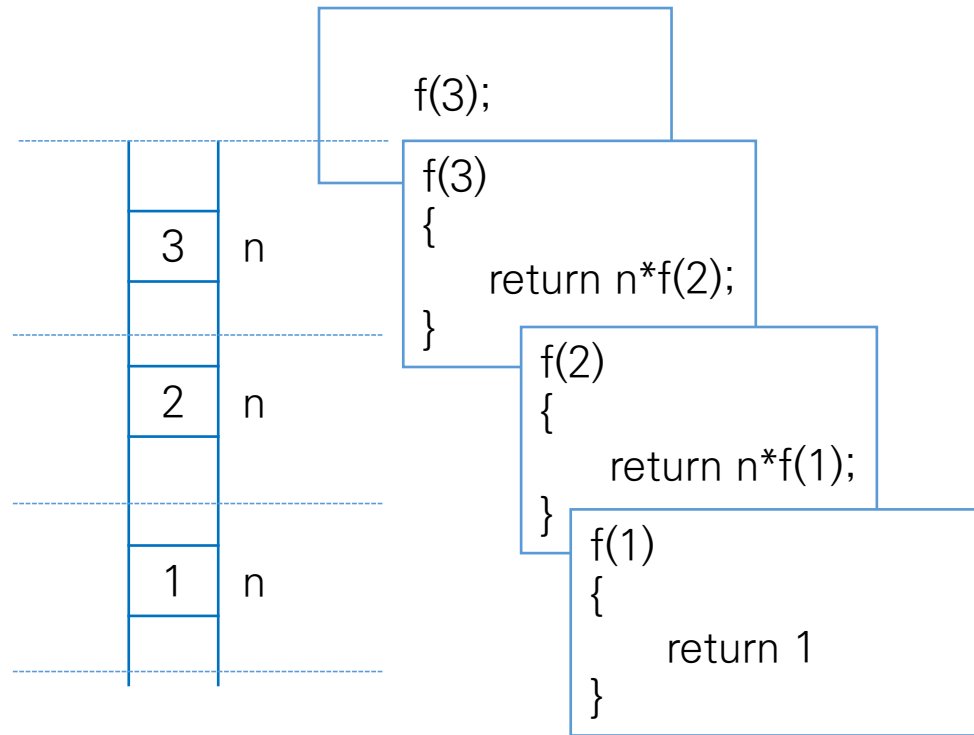 f(3);
f(3)
{
return n*f(2);
}
3 n
f(2)
{
return n*f(1);
}
2 n
f(1)
{
return 1
}
1 n